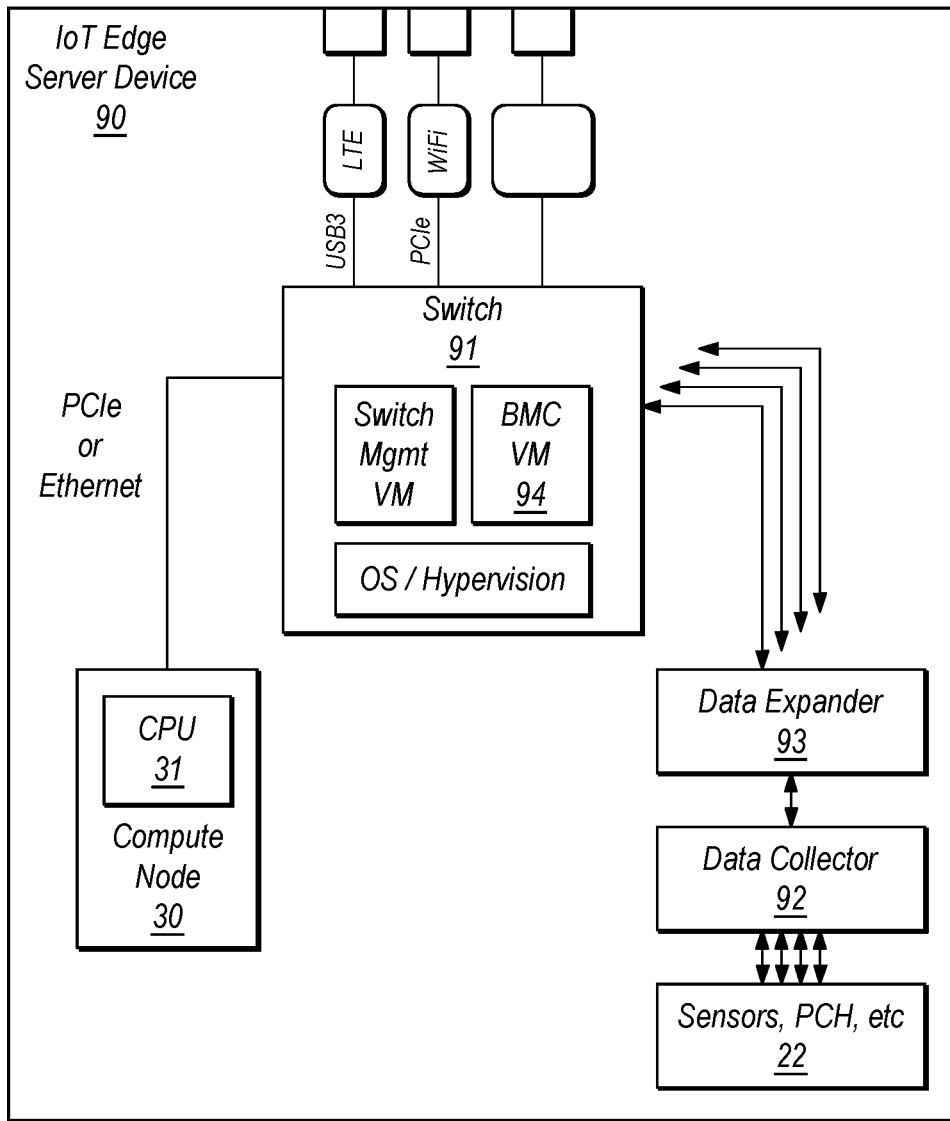 IoT Edge
Server Device
90
LTE
WiFi
USB3
PCIe
Switch
91
PCIe
or
Ethernet
Switch
Mgmt
VM
BMC
VM
94
OS / Hypervision
CPU
31
Compute
Node
30
Data Expander
93
Data Collector
92
Sensors, PCH, etc
22